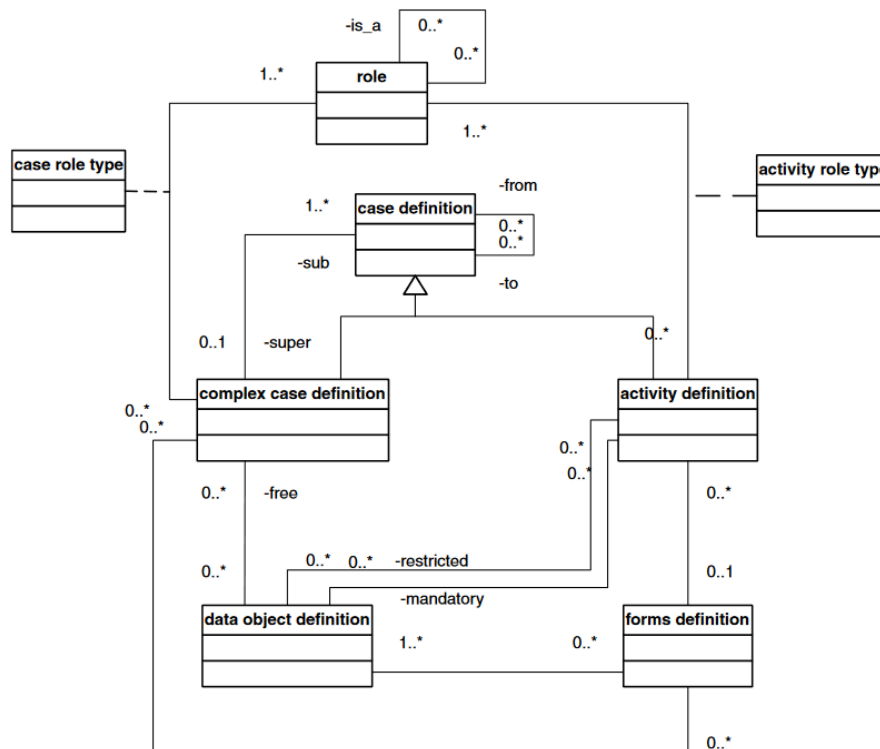 -is_a
0..*
0..*
1..*
role
1..*
case role type
activity role type
-from
1..*
case definition
0..*
0..*
-sub
-to
0..1
-super
0..*
complex case definition
activity definition
0..*
0..*
0..*
0..*
0..*
-free
0..*
0..*
0..*
-restricted
0..*
0..1
-mandatory
data object definition
forms definition
1..*
0..*
0..*